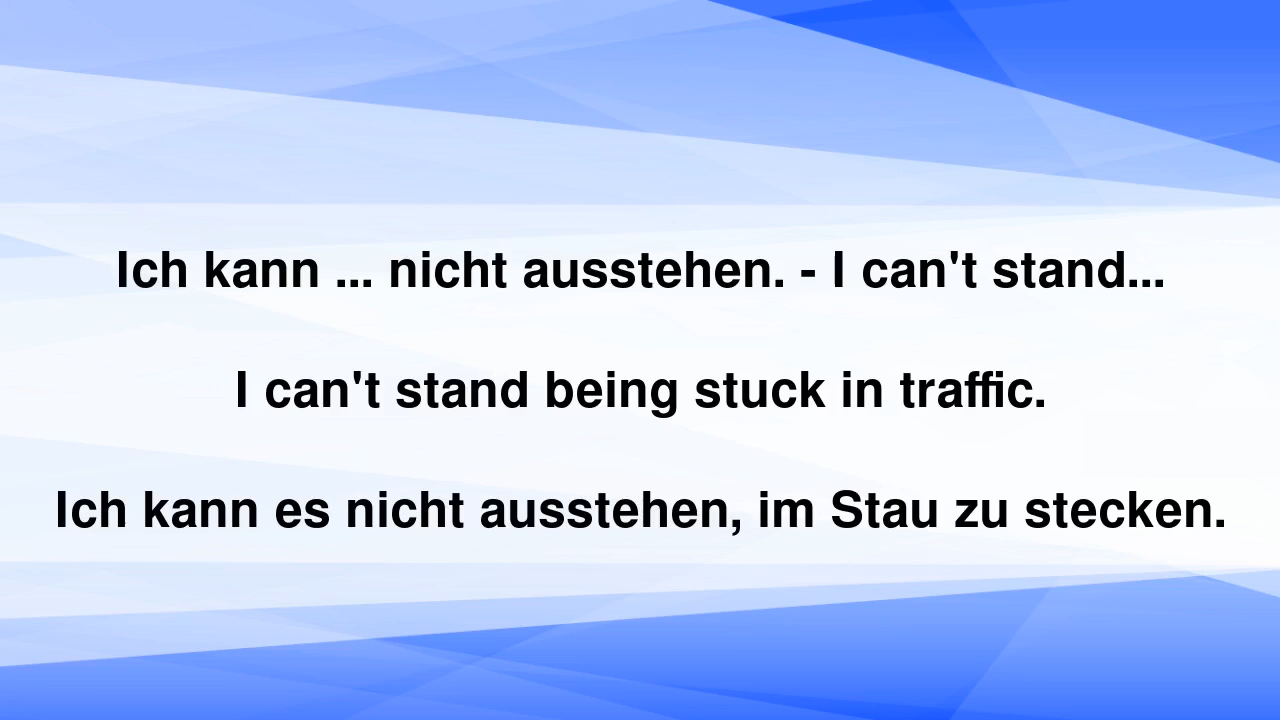 Ich kann ... nicht ausstehen. - I can't stand...
I can't stand being stuck in traffic.
Ich kann es nicht ausstehen, im Stau zu stecken.